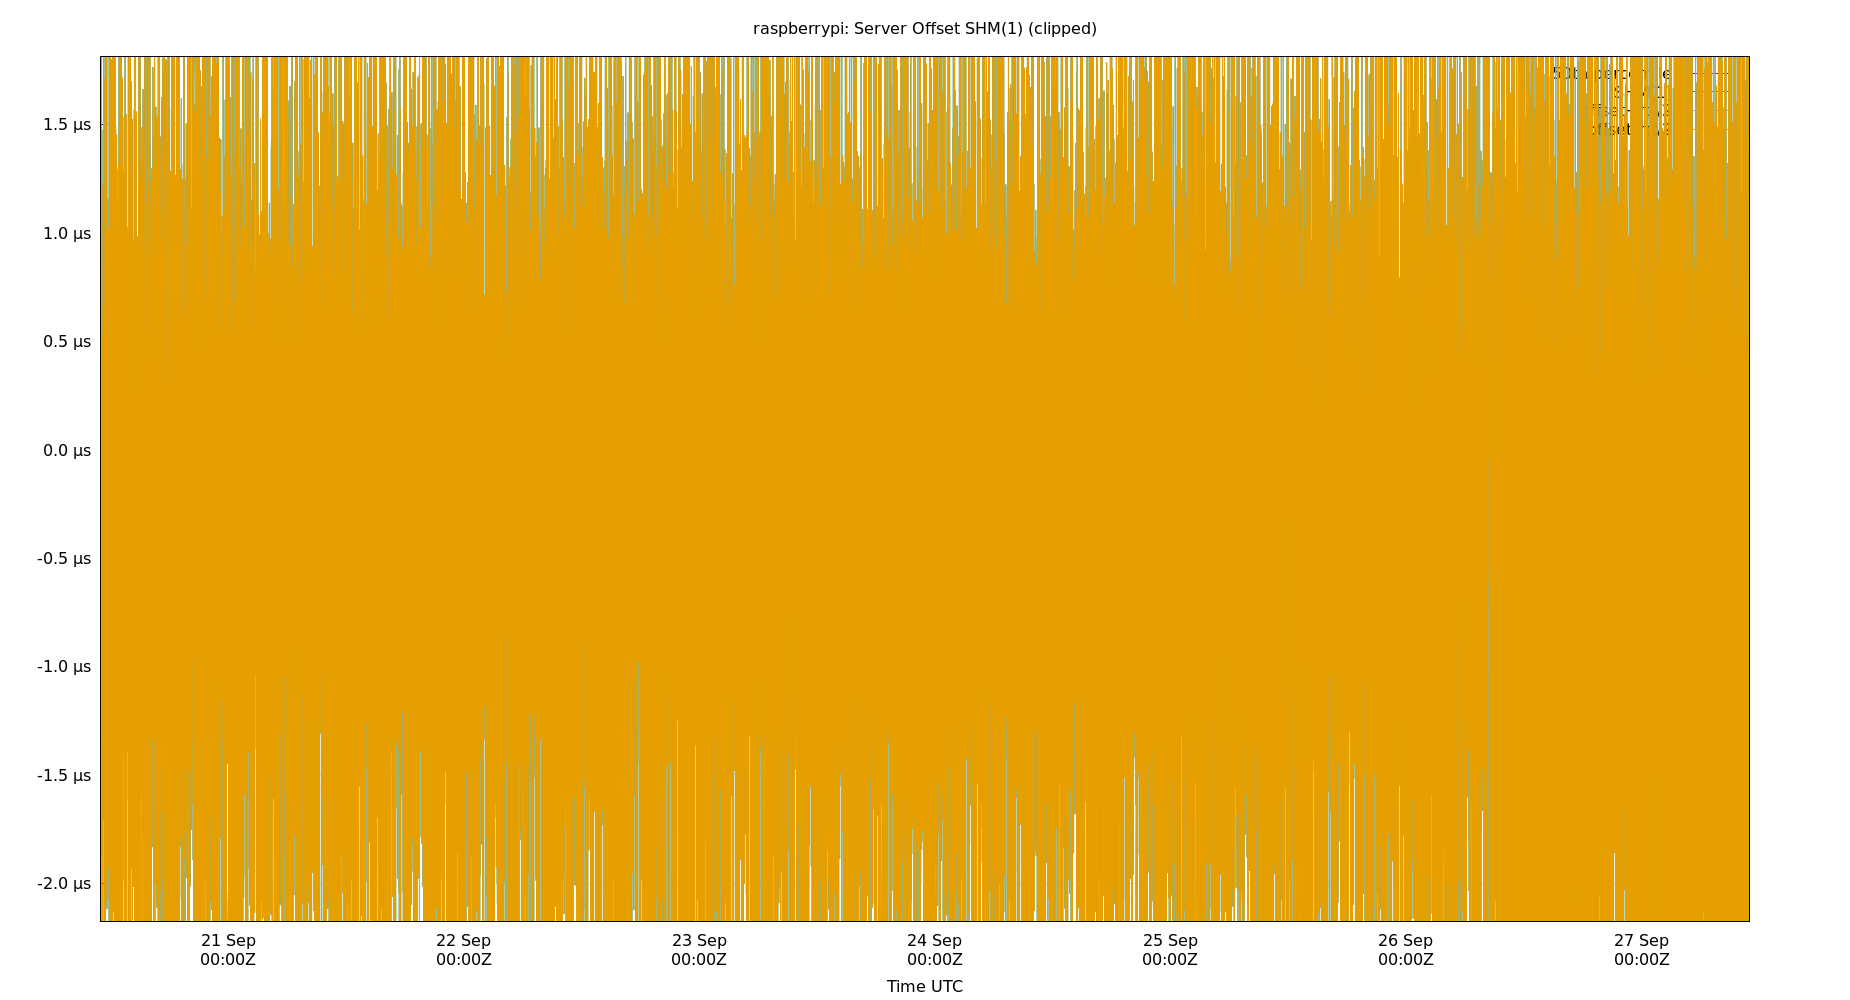 raspberrypi: Server Offset SHM(1) (clipped)
1.5 µs
1.0 µs
0.5 µs
0.0 µs
-0.5 µs
-1.0 µs
-1.5 µs
-2.0 µs
21 Sep 22 Sep 23 Sep 24 Sep 25 Sep 26 Sep 27 Sep
00:00Z 00:00Z 00:00Z 00:00Z 00:00Z 00:00Z 00:00Z
Time UTC